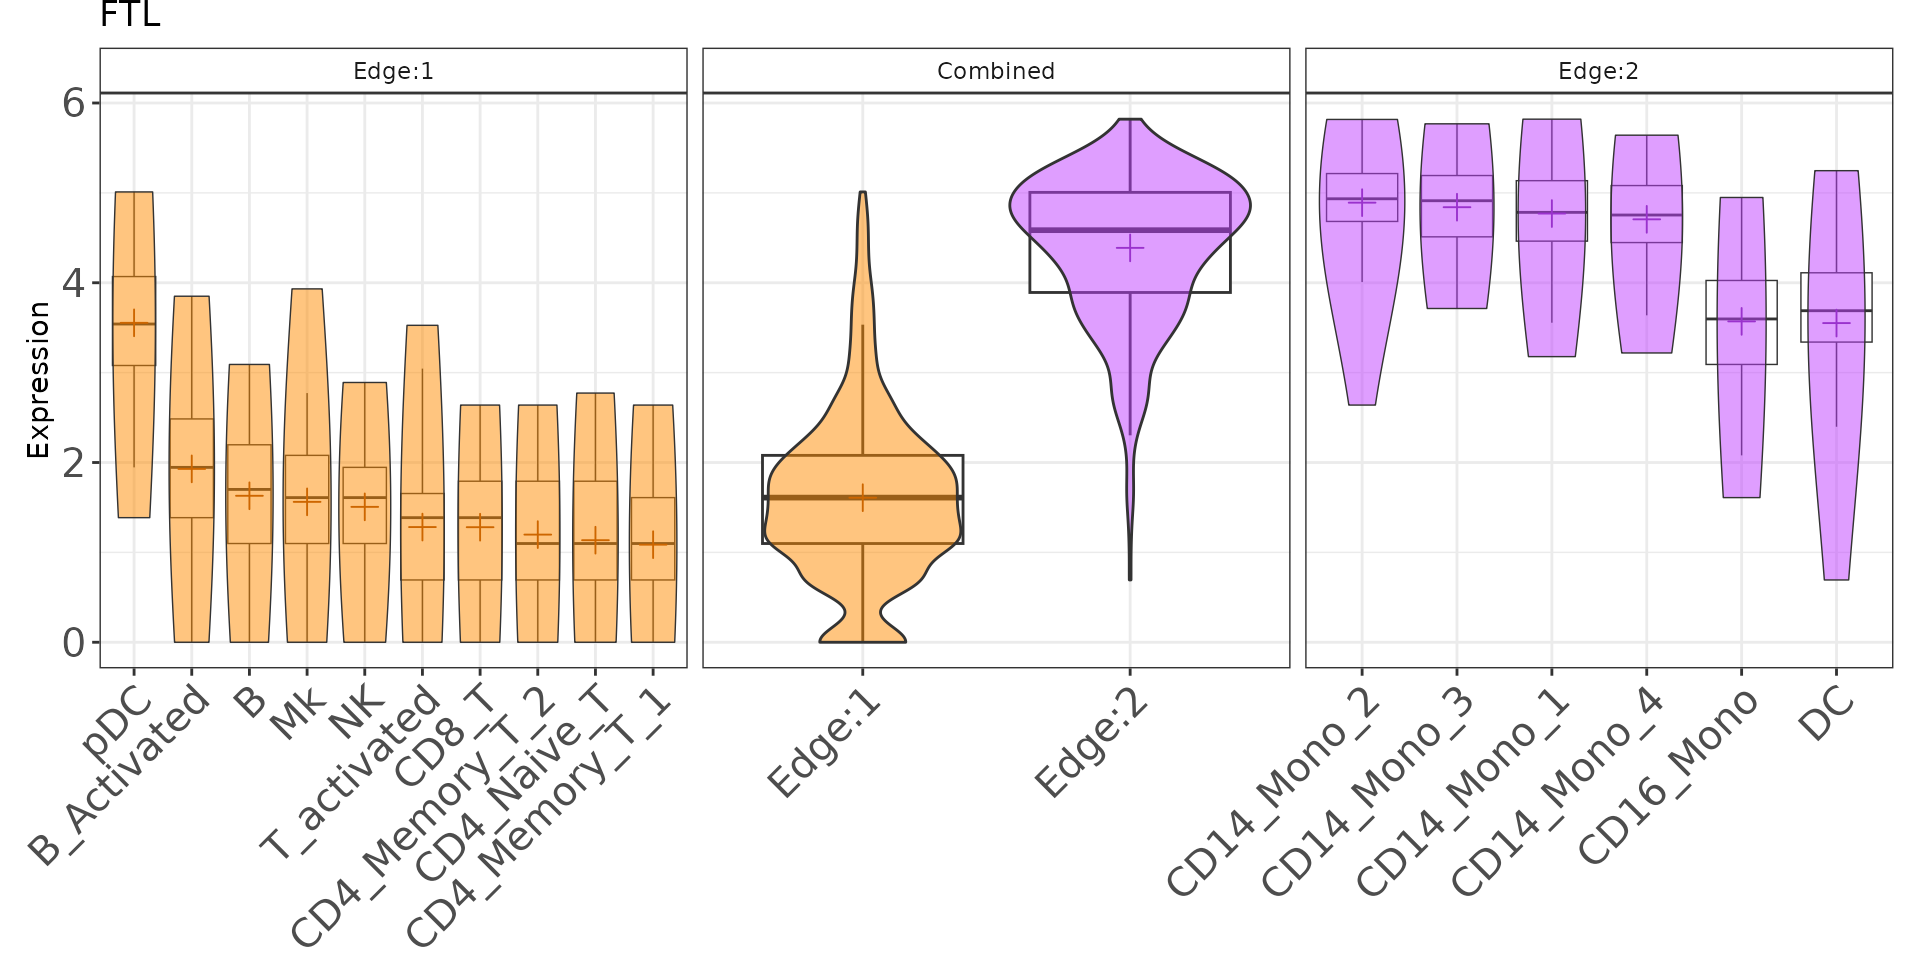 FTL
Edge:1
Combined
Edge:2
Expression
6
4
2
0
pDC
B_Activated
B
Mk
NK
T_activated
CD8_T
CD4_Memory_T_2
CD4_Naive_T
CD4_Memory_T_1
Edge:1
Edge:2
CD14_Mono_2
CD14_Mono_3
CD14_Mono_1
CD14_Mono_4
CD16_Mono
DC